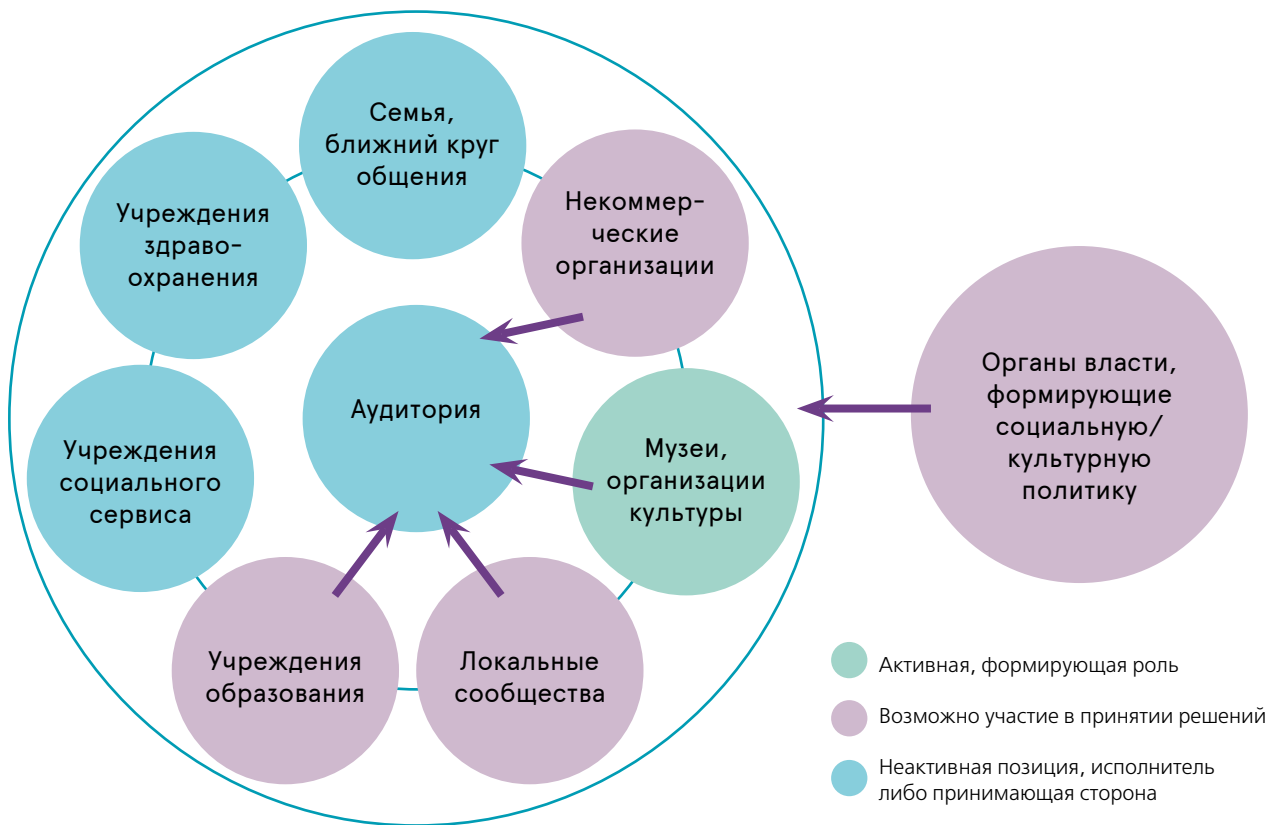 Семья,
ближний круг
общения
Некоммер-
ческие
организации
Учреждения
здраво-
охранения
Аудитория
Органы власти,
формирующие
социальную/
культурную
политику
Учреждения
социального
сервиса
Музеи,
организации
культуры
Учреждения
образования
Локальные
сообщества
Активная, формирующая роль
Возможно участие в принятии решений
Неактивная позиция, исполнитель
либо принимающая сторона